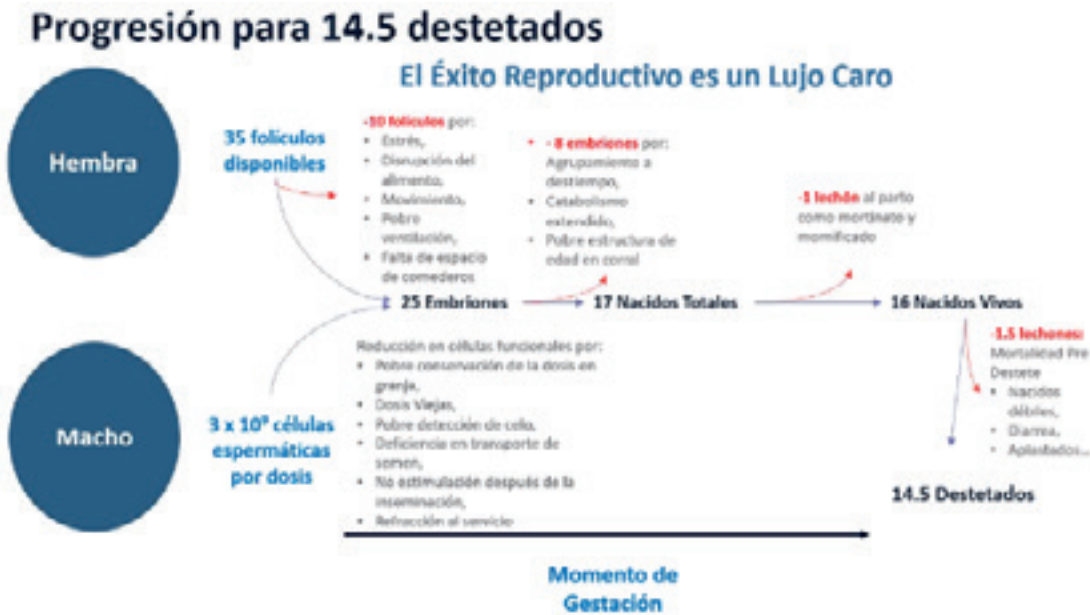 Progresión para 14.5 destetados
El Éxito Reproductivo es un Lujo Caro
Hembra
35 folículos
disponibles
-10 folículos por:
• Estrés,
• Disrupción del
alimento,
• Movimiento,
• Pobre
ventilación,
• Falta de espacio
de comederos
• - 8 embriones por:
Agrupamiento a
destiempo,
• Catabolismo
extendido,
• Pobre estructura de
edad en corral
-1 lechón al parto
como mortinato y
momificado
25 Embriones
17 Nacidos Totales
16 Nacidos Vivos
-1.5 lechones:
Mortalidad Pre
Destete
• Nacidos
débiles,
• Diarrea,
• Aplastados...
14.5 Destetados
Macho
3 x 10⁹ células
espermáticas
por dosis
Reducción en células funcionales por:
• Pobre conservación de la dosis en
granja,
• Dosis Viejas,
• Pobre detección de celo,
• Deficiencia en transporte de
semen,
• No estimulación después de la
inseminación,
• Refracción al servicio
Momento de
Gestación